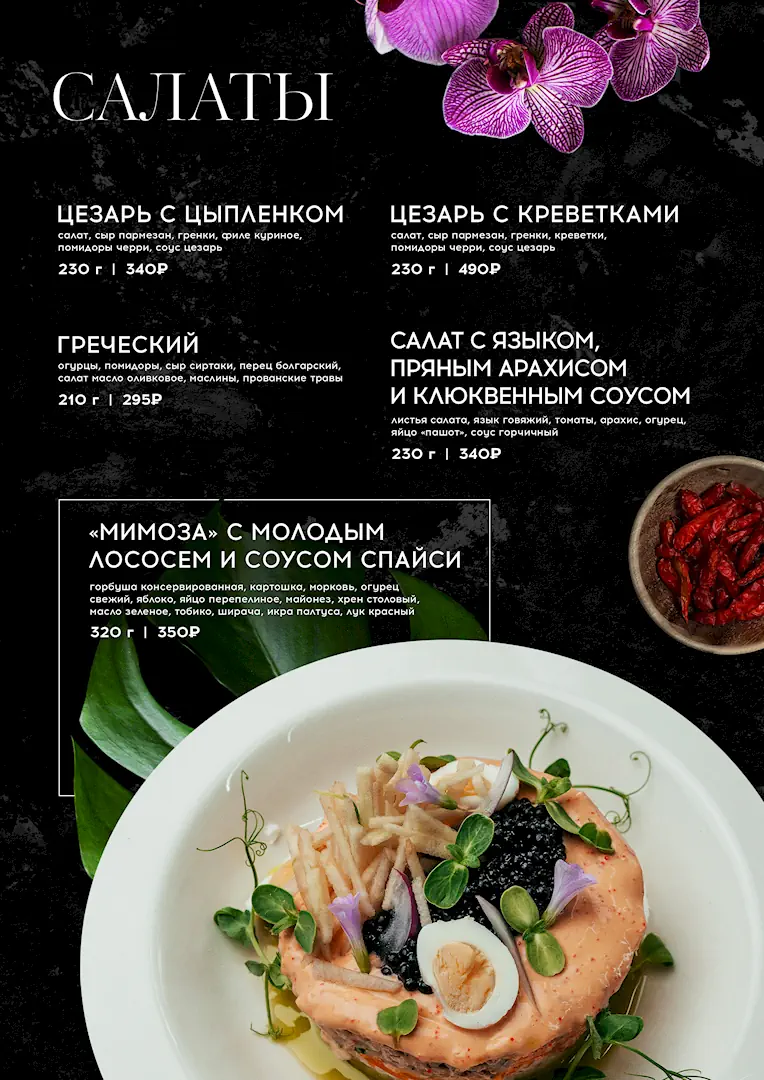 САЛАТЫ
ЦЕЗАРЬ С ЦЫПЛЕНКОМ
салат, сыр пармезан, гренки, филе куриное,
помидоры черри, соус цезарь
230 г | 340₽
ЦЕЗАРЬ С КРЕВЕТКАМИ
салат, сыр пармезан, гренки, креветки,
помидоры черри, соус цезарь
230 г | 490₽
ГРЕЧЕСКИЙ
огурцы, помидоры, сыр сиртаки, перец болгарский,
салат масло оливковое, маслины, прованские травы
210 г | 295₽
САЛАТ С ЯЗЫКОМ,
ПРЯНЫМ АРАХИСОМ
И КЛЮКВЕННЫМ СОУСОМ
листья салата, язык говяжий, томаты, арахис, огурец,
яйцо «пашот», соус горчичный
230 г | 340₽
«МИМОЗА» С МОЛОДЫМ
ЛОСОСЕМ И СОУСОМ СПАЙСИ
горбуша консервированная, картошка, морковь, огурец
свежий, яблоко, яйцо перепелиное, майонез, хрен столовый,
масло зеленое, тобико, ширача, икра палтуса, лук красный
320 г | 350₽